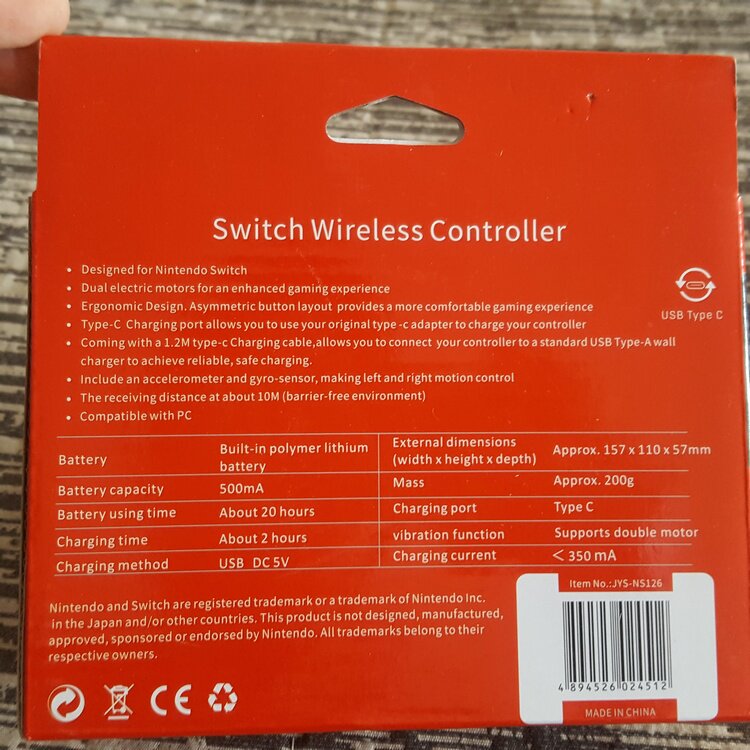 Switch Wireless Controller
• Designed for Nintendo Switch
• Dual electric motors for an enhanced gaming experience
• Ergonomic Design. Asymmetric button layout provides a more comfortable gaming experience
• Type-C Charging port allows you to use your original type -c adapter to charge your controller
• Coming with a 1.2M type-c Charging cable,allows you to connect your controller to a standard USB Type-A wall
charger to achieve reliable, safe charging.
• Include an accelerometer and gyro-sensor, making left and right motion control
• The receiving distance at about 10M (barrier-free environment)
• Compatible with PC
USB Type C
Battery Built-in polymer lithium
battery
Battery capacity 500mA
Battery using time About 20 hours
Charging time About 2 hours
Charging method USB DC 5V
External dimensions
(width x height x depth) Approx. 157 x 110 x 57mm
Mass Approx. 200g
Charging port Type C
vibration function Supports double motor
Charging current < 350 mA
Nintendo and Switch are registered trademark or a trademark of Nintendo Inc.
in the Japan and/or other countries. This product is not designed, manufactured,
approved, sponsored or endorsed by Nintendo. All trademarks belong to their
respective owners.
CE
Item No.:JYS-NS126
4 894526 024512
MADE IN CHINA